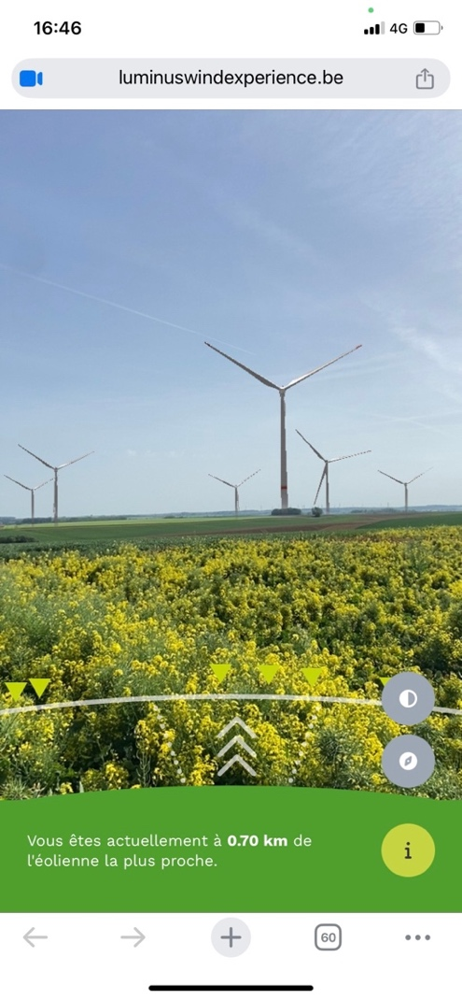 16:46
4G
luminuswindexperience.be
Vous êtes actuellement à 0.70 km de
l'éolienne la plus proche.
i
60